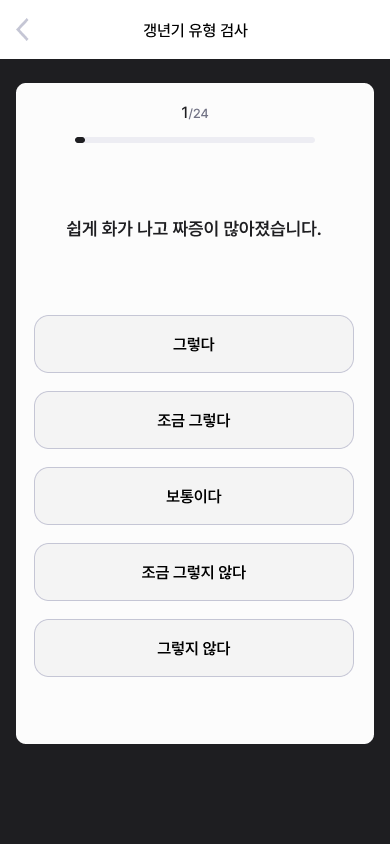 갱년기 유형 검사
1/24
쉽게 화가 나고 짜증이 많아졌습니다.
그렇다
조금 그렇다
보통이다
조금 그렇지 않다
그렇지 않다